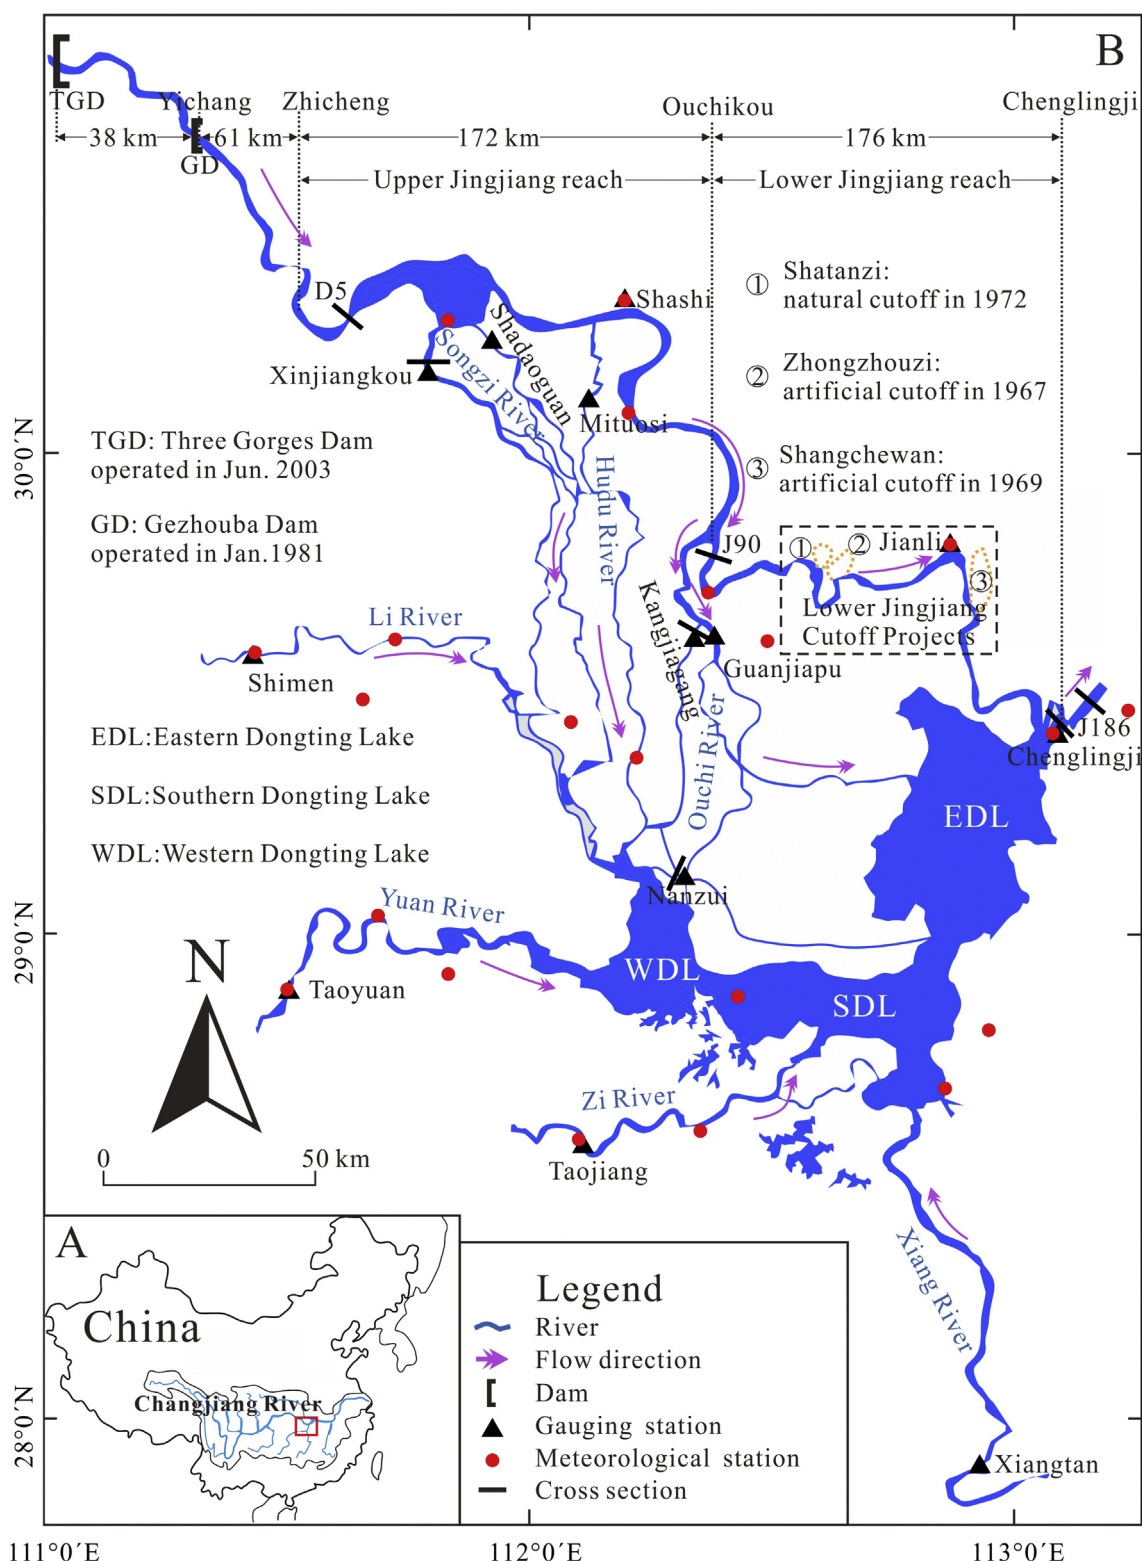 B
TGD
Yichang
Zhicheng
Ouchikou
Chenglingji
38 km
61 km
172 km
176 km
GD
Upper Jingjiang reach
Lower Jingjiang reach
① Shatanzi:
natural cutoff in 1972
② Zhongzhouzi:
artificial cutoff in 1967
③ Shangchewan:
artificial cutoff in 1969
D5
Shashi
Shadaoguan
Songzi River
Xinjiangkou
Mituosi
TGD: Three Gorges Dam
operated in Jun. 2003
GD: Gezhouba Dam
operated in Jan.1981
Hudu River
J90
①
②
Jianli
③
Lower Jingjiang
Cutoff Projects
Kangjiagang
Guanjiapu
Li River
Shimen
Ouchi River
J186
Chenglingji
EDL:Eastern Dongting Lake
SDL:Southern Dongting Lake
WDL:Western Dongting Lake
EDL
Nanzui
Yuan River
WDL
SDL
Taoyuan
N
Zi River
Taojiang
0
50 km
Xiang River
Xiangtan
A
China
Changjiang River
Legend
River
Flow direction
Dam
Gauging station
Meteorological station
Cross section
30°0′N
29°0′N
28°0′N
111°0′E
112°0′E
113°0′E